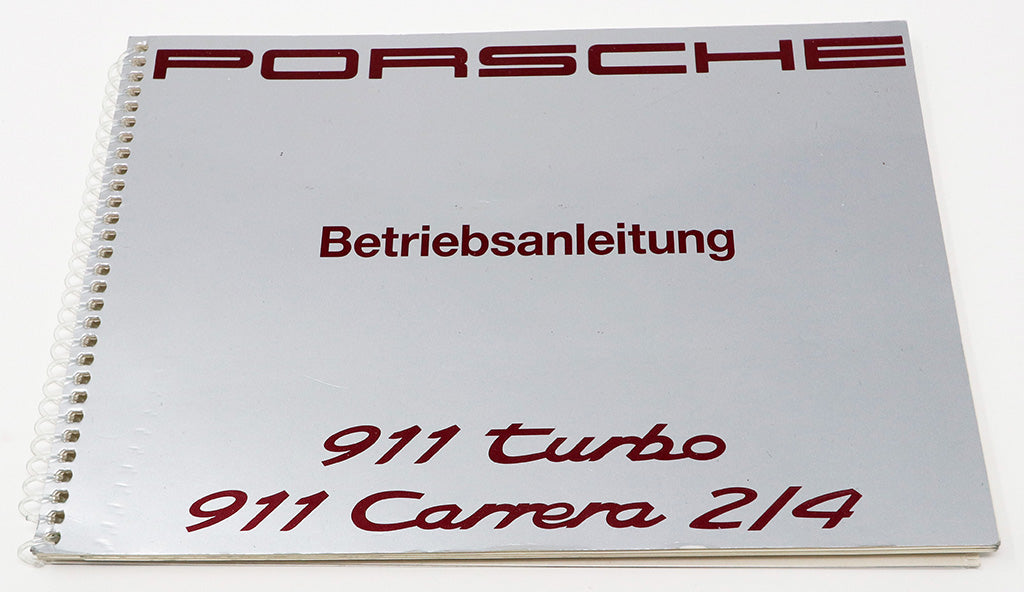 PORSCHE
Betriebsanleitung
911 turbo
911 Carrera 2/4